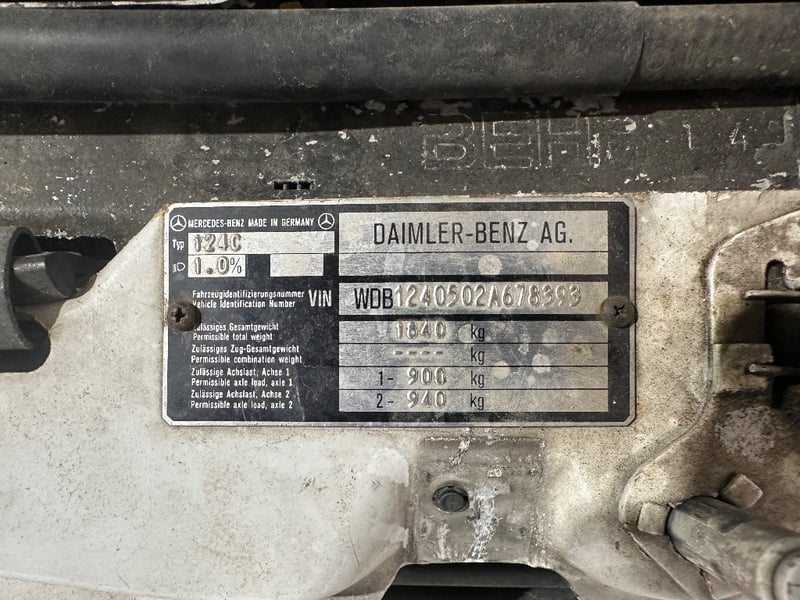 BEHR 14
MERCEDES-BENZ MADE IN GERMANY
Typ 124C
1.0%
DAIMLER-BENZ AG.
Fahrzeugidentifizierungsnummer
Vehicle Identification Number
VIN WDB1240502A678393
Zulässiges Gesamtgewicht
Permissible total weight
1840 kg
Zulässiges Zug-Gesamtgewicht
Permissible combination weight
---- kg
Zulässige Achslast, Achse 1
Permissible axle load, axle 1
1- 900 kg
Zulässige Achslast, Achse 2
Permissible axle load, axle 2
2- 940 kg